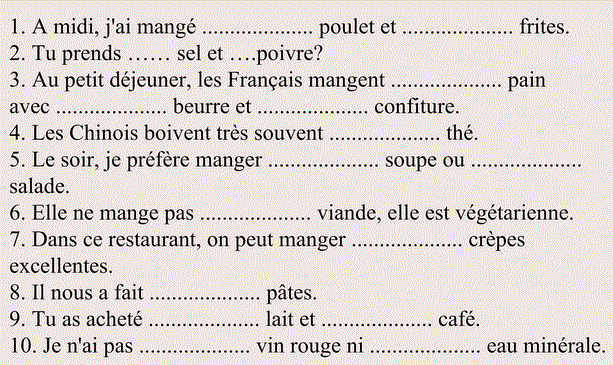 1. A midi, j'ai mangé .................... poulet et .................... frites.
2. Tu prends …… sel et ….poivre?
3. Au petit déjeuner, les Français mangent .................... pain
avec .................... beurre et .................... confiture.
4. Les Chinois boivent très souvent .................... thé.
5. Le soir, je préfère manger .................... soupe ou ....................
salade.
6. Elle ne mange pas .................... viande, elle est végétarienne.
7. Dans ce restaurant, on peut manger .................... crèpes
excellentes.
8. Il nous a fait .................... pâtes.
9. Tu as acheté .................... lait et .................... café.
10. Je n'ai pas .................... vin rouge ni .................... eau minérale.